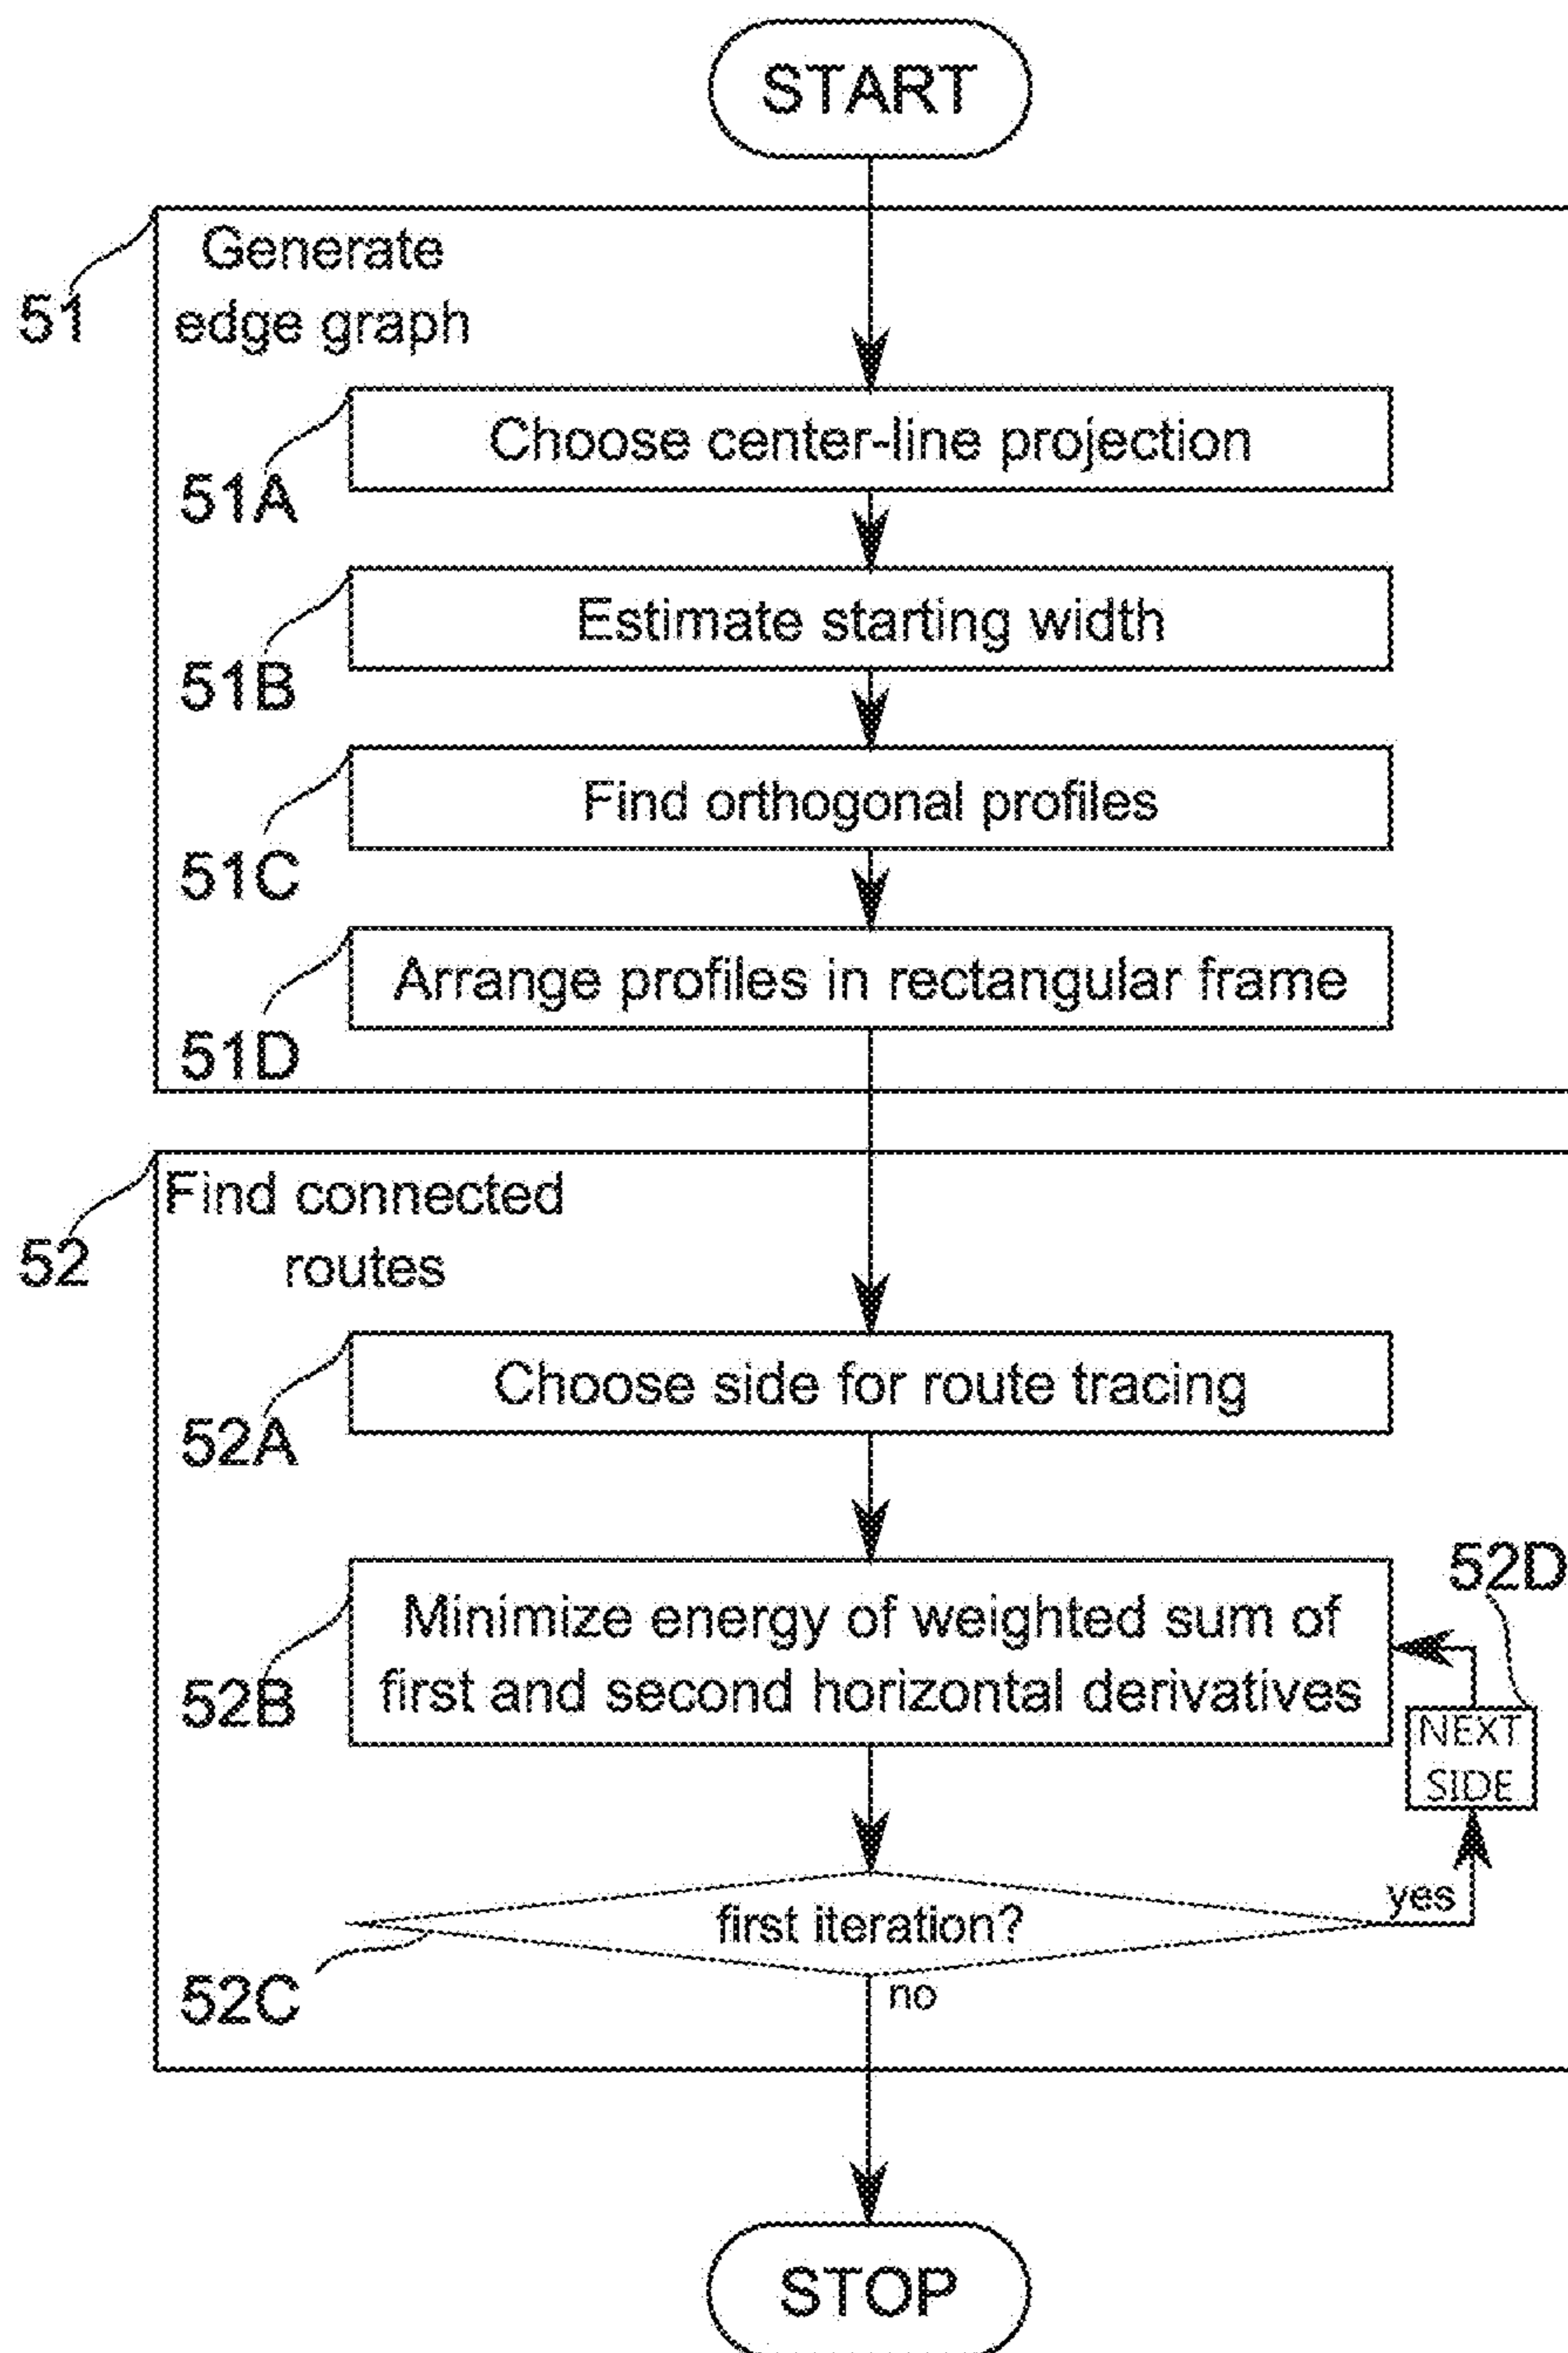 START
Generate
edge graph
51
Choose center-line projection
51A
Estimate starting width
51B
Find orthogonal profiles
51C
Arrange profiles in rectangular frame
51D
Find connected
routes
52
Choose side for route tracing
52A
52D
Minimize energy of weighted sum of
first and second horizontal derivatives
52B
NEXT
SIDE
yes
first iteration?
52C
no
STOP